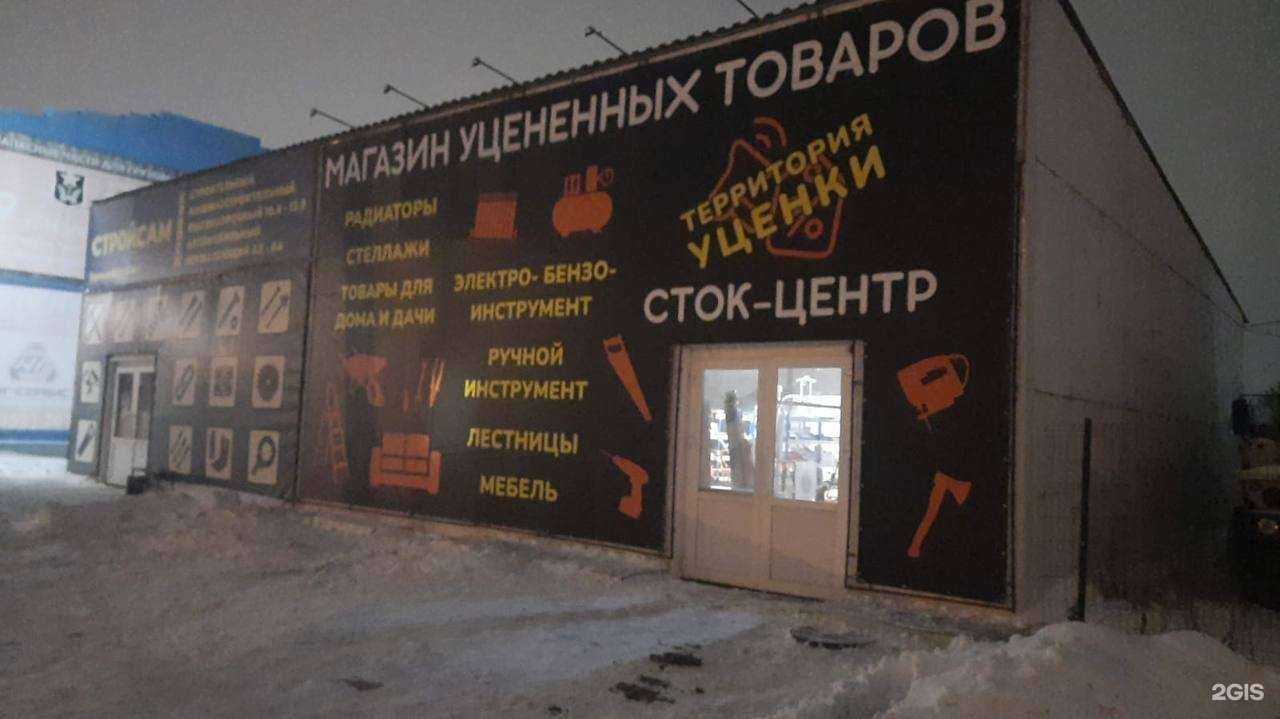 МАГАЗИН УЦЕНЕННЫХ ТОВАРОВ
ТЕРРИТОРИЯ
УЦЕНКИ
СТОК-ЦЕНТР
РАДИАТОРЫ
СТЕЛЛАЖИ
ТОВАРЫ ДЛЯ
ДОМА И ДАЧИ
ЭЛЕКТРО- БЕНЗО-
ИНСТРУМЕНТ
РУЧНОЙ
ИНСТРУМЕНТ
ЛЕСТНИЦЫ
МЕБЕЛЬ
%
СТРОЙСАМ
2GIS